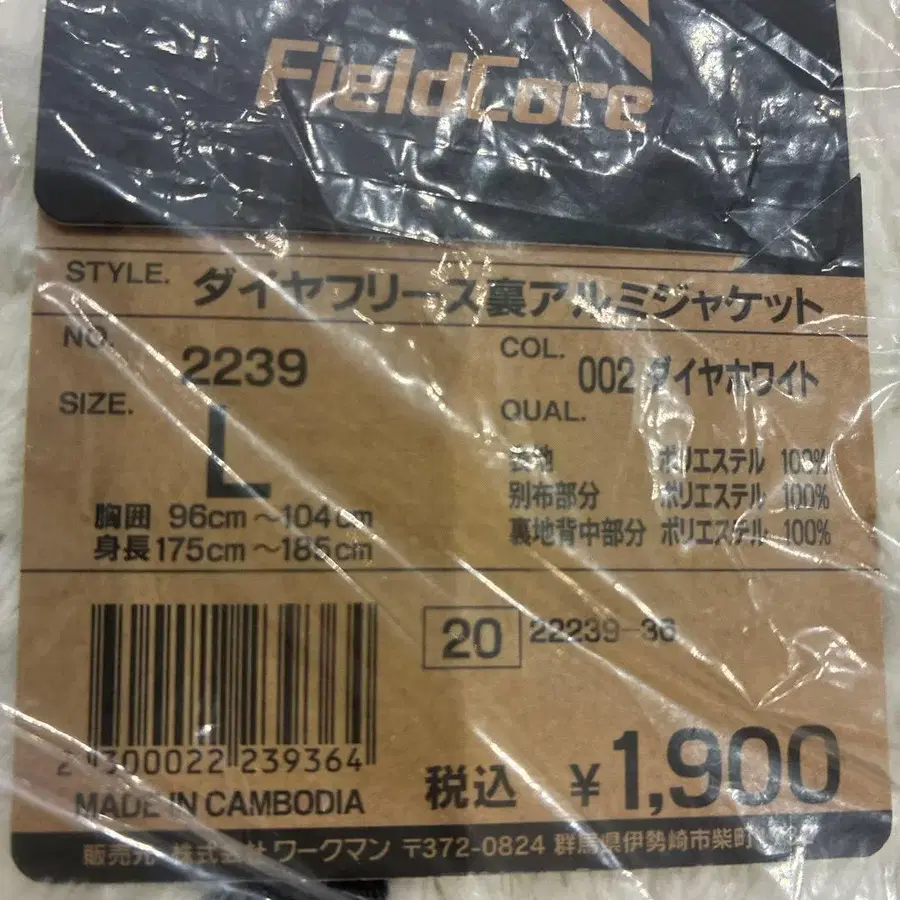 FieldCore
STYLE. ダイヤフリース裏アルミジャケット
NO. 2239
COL. 002 ダイヤホワイト
SIZE. L
QUAL.
表地 ポリエステル 100%
別布部分 ポリエステル 100%
裏地背中部分 ポリエステル 100%
胸囲 96cm～104cm
身長 175cm～185cm
20 22239-36
2 300022 239364
MADE IN CAMBODIA
税込 ¥1,900
販売元 株式会社 ワークマン 〒372-0824 群馬県伊勢崎市柴町